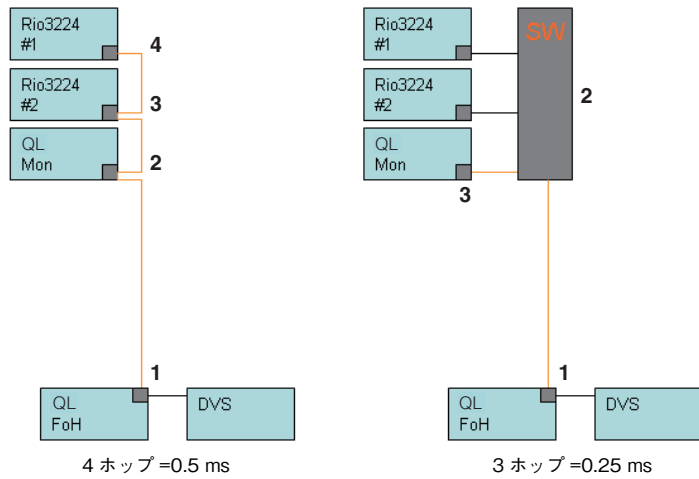 Rio3224
#1
4
Rio3224
#2
3
QL
Mon
2
1
QL
FoH
DVS
4 ホップ =0.5 ms
Rio3224
#1
SW
Rio3224
#2
2
QL
Mon
3
1
QL
FoH
DVS
3 ホップ =0.25 ms